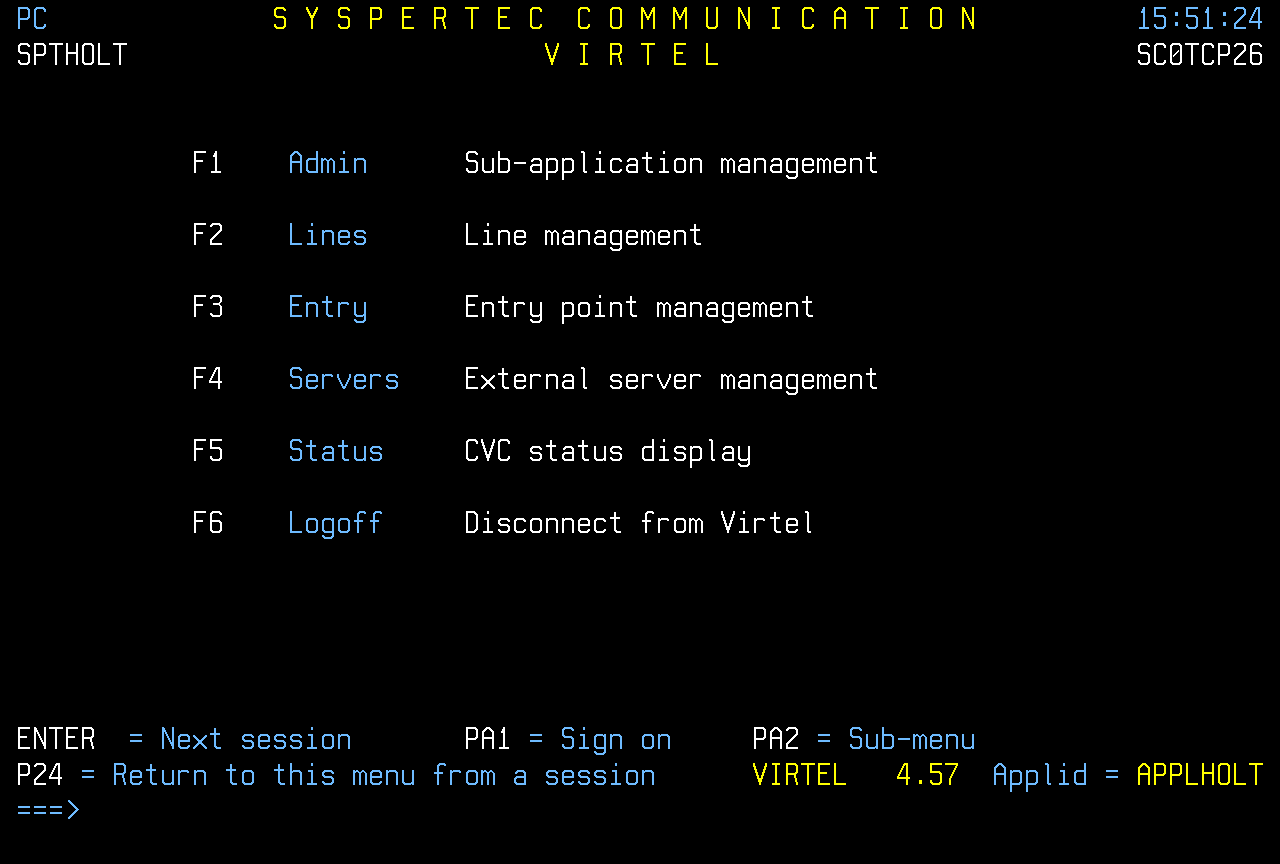 PC S Y S P E R T E C C O M M U N I C A T I O N 15:51:24
SPTHOLT V I R T E L SC0TCP26
F1 Admin Sub-application management
F2 Lines Line management
F3 Entry Entry point management
F4 Servers External server management
F5 Status CVC status display
F6 Logoff Disconnect from Virtel
ENTER = Next session PA1 = Sign on PA2 = Sub-menu
P24 = Return to this menu from a session VIRTEL 4.57 Applid = APPLHOLT
===>